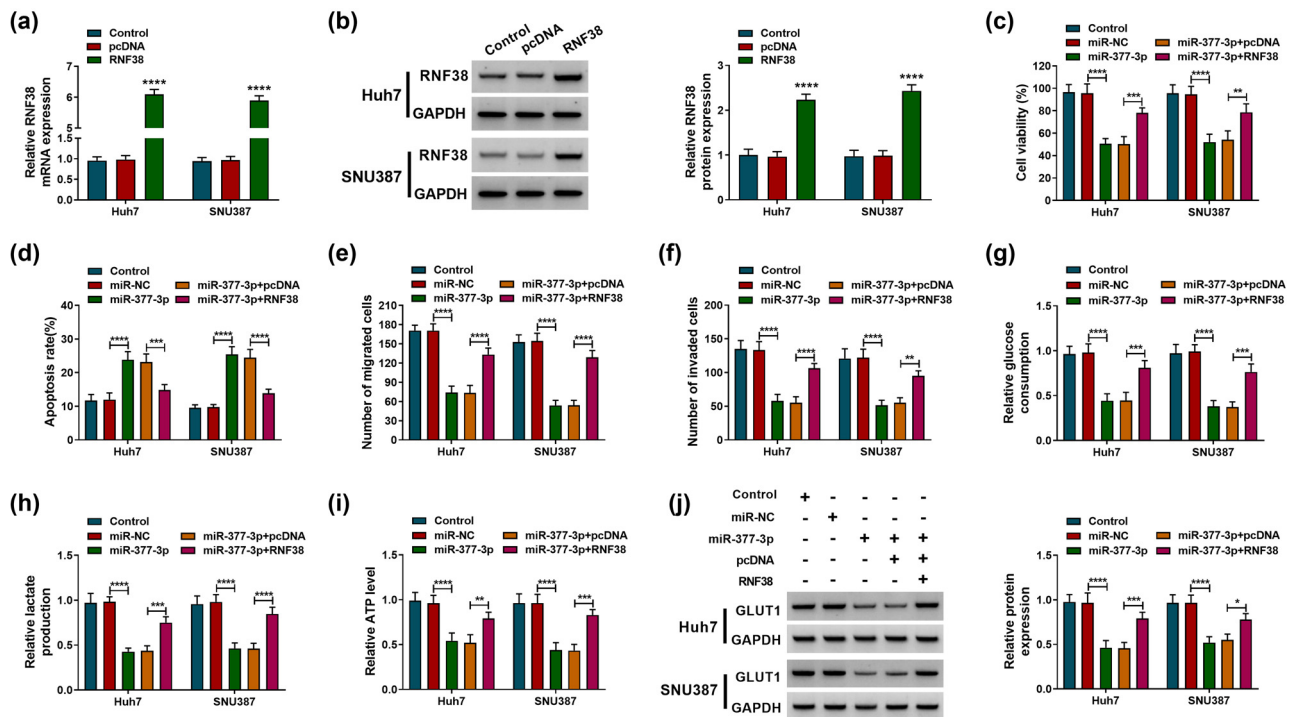 (a)
Control
pcDNA
RNF38
Relative RNF38
mRNA expression
8
6
4
1.0
0.5
0.0
****
****
Huh7
SNU387
(b)
Control
pcDNA
RNF38
Huh7
RNF38
GAPDH
SNU387
RNF38
GAPDH
Control
pcDNA
RNF38
Relative RNF38
protein expression
3
2
1
0
****
****
Huh7
SNU387
(c)
Control
miR-NC
miR-377-3p
miR-377-3p+pcDNA
miR-377-3p+RNF38
Cell viability (%)
120
100
80
60
40
20
0
****
***
****
**
Huh7
SNU387
(d)
Control
miR-NC
miR-377-3p
miR-377-3p+pcDNA
miR-377-3p+RNF38
Apoptosis rate(%)
40
30
20
10
0
****
***
****
****
Huh7
SNU387
(e)
Control
miR-NC
miR-377-3p
miR-377-3p+pcDNA
miR-377-3p+RNF38
Number of migrated cells
210
180
150
120
90
60
30
0
****
****
****
****
Huh7
SNU387
(f)
Control
miR-NC
miR-377-3p
miR-377-3p+pcDNA
miR-377-3p+RNF38
Number of invaded cells
200
150
100
50
0
****
****
****
**
Huh7
SNU387
(g)
Control
miR-NC
miR-377-3p
miR-377-3p+pcDNA
miR-377-3p+RNF38
Relative glucose
consumption
1.5
1.0
0.5
0.0
****
***
****
***
Huh7
SNU387
(h)
Control
miR-NC
miR-377-3p
miR-377-3p+pcDNA
miR-377-3p+RNF38
Relative lactate
production
1.5
1.0
0.5
0.0
****
***
****
****
Huh7
SNU387
(i)
Control
miR-NC
miR-377-3p
miR-377-3p+pcDNA
miR-377-3p+RNF38
Relative ATP level
1.5
1.0
0.5
0.0
****
**
****
***
Huh7
SNU387
(j)
Control + - - - -
miR-NC - + - - -
miR-377-3p - - + + +
pcDNA - - - + +
RNF38 - - - - +
Huh7
GLUT1
GAPDH
SNU387
GLUT1
GAPDH
Control
miR-NC
miR-377-3p
miR-377-3p+pcDNA
miR-377-3p+RNF38
Relative protein
expression
1.5
1.0
0.5
0.0
****
***
****
*
Huh7
SNU387